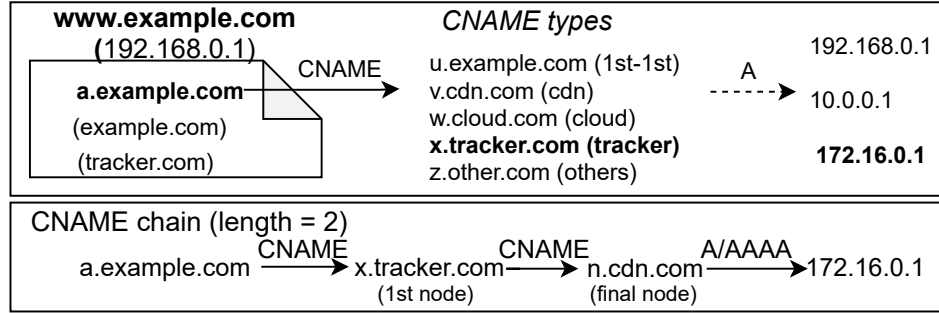 www.example.com
(192.168.0.1)
a.example.com
(example.com)
(tracker.com)
CNAME
CNAME types
u.example.com (1st-1st)
v.cdn.com (cdn)
w.cloud.com (cloud)
x.tracker.com (tracker)
z.other.com (others)
A
192.168.0.1
10.0.0.1
172.16.0.1
CNAME chain (length = 2)
a.example.com CNAME x.tracker.com CNAME n.cdn.com A/AAAA 172.16.0.1
(1st node) (final node)